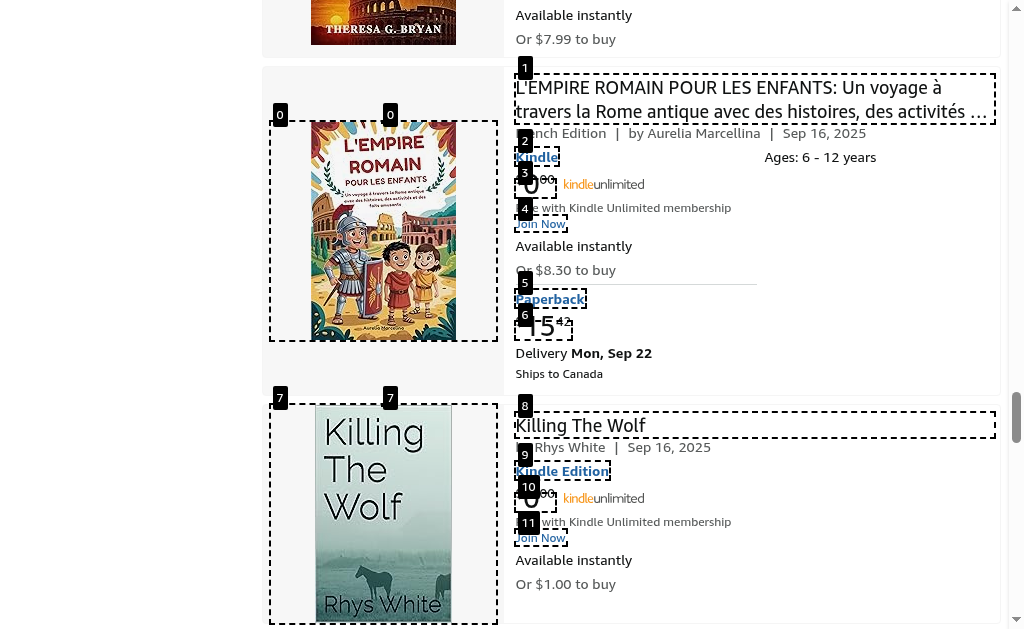 THERESA G. BRYAN
Available instantly
Or $7.99 to buy
0
0
L'EMPIRE
ROMAIN
POUR LES ENFANTS
Un voyage à travers la Rome antique
avec des histoires, des activités et des
faits amusants
Aurelia Marcellina
1
L'EMPIRE ROMAIN POUR LES ENFANTS: Un voyage à
travers la Rome antique avec des histoires, des activités ...
French Edition | by Aurelia Marcellina | Sep 16, 2025
2
Kindle
Ages: 6 - 12 years
3
0.00 kindleunlimited
4
with Kindle Unlimited membership
Join Now
Available instantly
Or $8.30 to buy
5
Paperback
6
15 42
Delivery Mon, Sep 22
Ships to Canada
7
7
Killing
The
Wolf
Rhys White
8
Killing The Wolf
Rhys White | Sep 16, 2025
9
Kindle Edition
10
0.00 kindleunlimited
11
with Kindle Unlimited membership
Join Now
Available instantly
Or $1.00 to buy